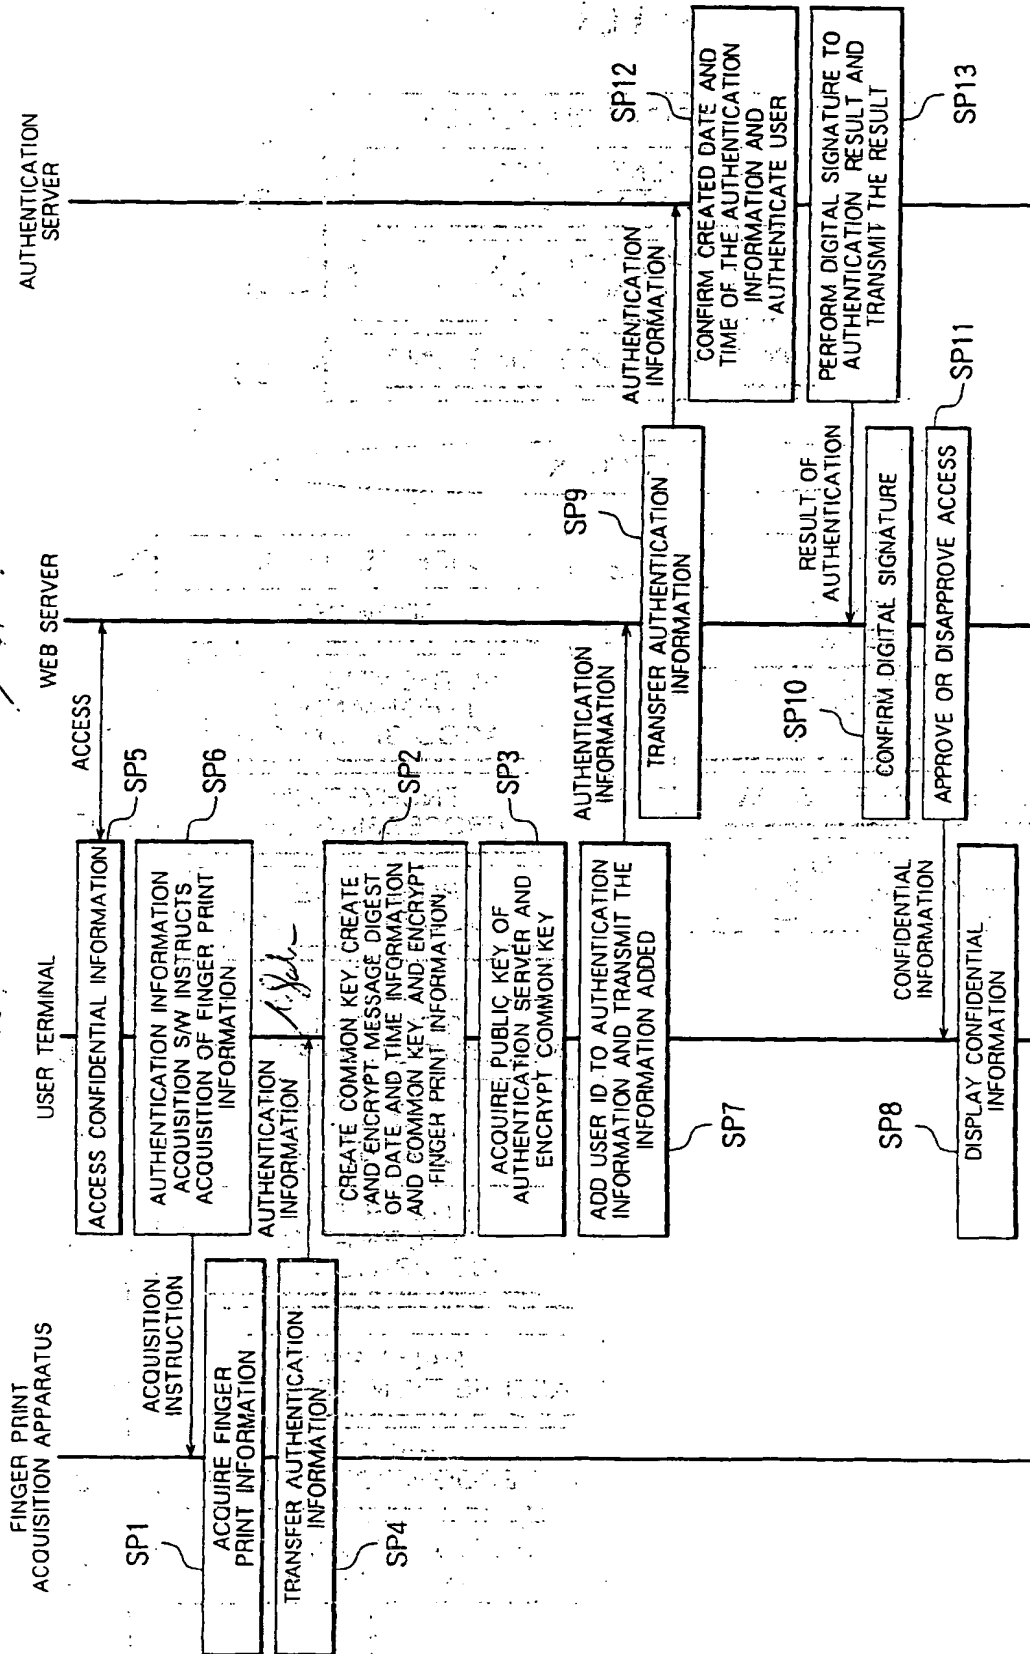 FINGER PRINT
ACQUISITION APPARATUS
USER TERMINAL
WEB SERVER
AUTHENTICATION
SERVER
ACCESS CONFIDENTIAL INFORMATION
SP5
ACCESS
AUTHENTICATION INFORMATION
ACQUISITION S/W INSTRUCTS
ACQUISITION OF FINGER PRINT
INFORMATION
SP6
ACQUISITION
INSTRUCTION
SP1
ACQUIRE FINGER
PRINT INFORMATION
TRANSFER AUTHENTICATION
INFORMATION
SP4
AUTHENTICATION
INFORMATION
CREATE COMMON KEY, CREATE
AND ENCRYPT MESSAGE DIGEST
OF DATE AND TIME INFORMATION
AND COMMON KEY, AND ENCRYPT
FINGER PRINT INFORMATION
SP2
ACQUIRE PUBLIC KEY OF
AUTHENTICATION SERVER AND
ENCRYPT COMMON KEY
SP3
ADD USER ID TO AUTHENTICATION
INFORMATION AND TRANSMIT THE
INFORMATION ADDED
SP7
AUTHENTICATION
INFORMATION
SP9
TRANSFER AUTHENTICATION
INFORMATION
AUTHENTICATION
INFORMATION
SP12
CONFIRM CREATED DATE AND
TIME OF THE AUTHENTICATION
INFORMATION AND
AUTHENTICATE USER
PERFORM DIGITAL SIGNATURE TO
AUTHENTICATION RESULT AND
TRANSMIT THE RESULT
SP13
RESULT OF
AUTHENTICATION
SP10
CONFIRM DIGITAL SIGNATURE
APPROVE OR DISAPPROVE ACCESS
SP11
CONFIDENTIAL
INFORMATION
SP8
DISPLAY CONFIDENTIAL
INFORMATION